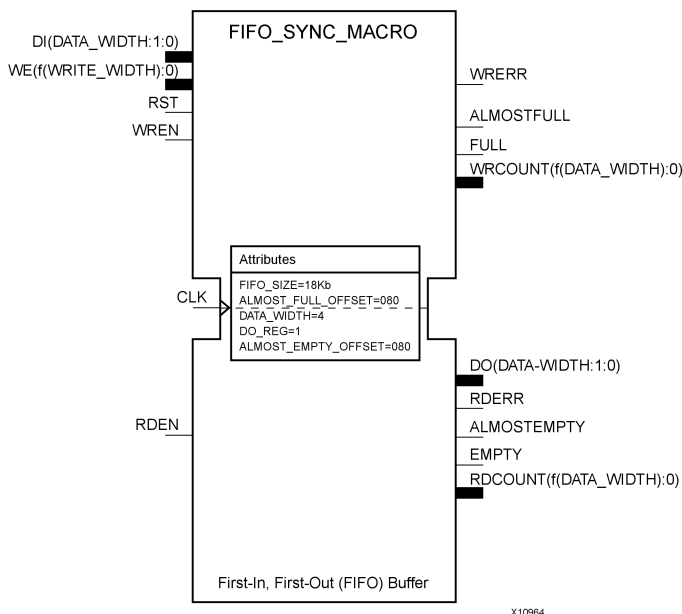 FIFO_SYNC_MACRO
DI(DATA_WIDTH:1:0)
WE(f(WRITE_WIDTH):0)
RST
WREN
WRERR
ALMOSTFULL
FULL
WRCOUNT(f(DATA_WIDTH):0)
Attributes
FIFO_SIZE=18Kb
ALMOST_FULL_OFFSET=080
DATA_WIDTH=4
DO_REG=1
ALMOST_EMPTY_OFFSET=080
CLK
RDEN
DO(DATA-WIDTH:1:0)
RDERR
ALMOSTEMPTY
EMPTY
RDCOUNT(f(DATA_WIDTH):0)
First-In, First-Out (FIFO) Buffer
X10964